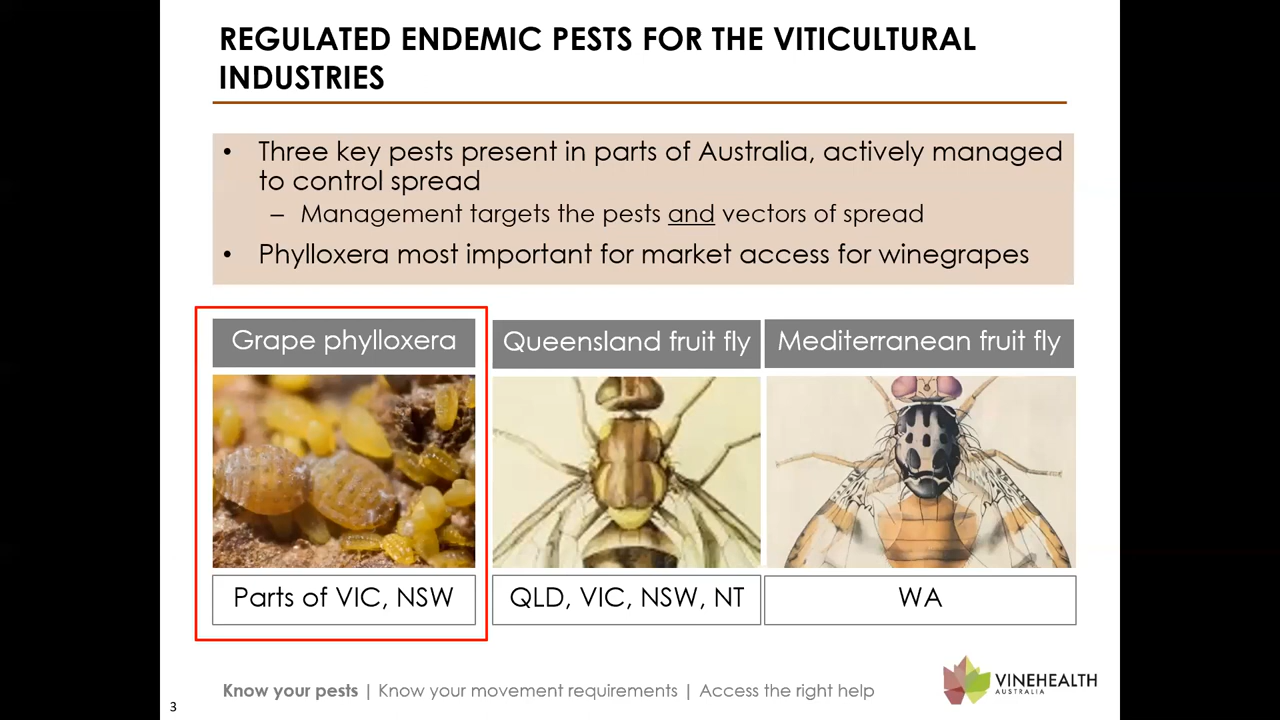 REGULATED ENDEMIC PESTS FOR THE VITICULTURAL
INDUSTRIES
• Three key pests present in parts of Australia, actively managed
to control spread
– Management targets the pests and vectors of spread
• Phylloxera most important for market access for winegrapes
Grape phylloxera
Queensland fruit fly
Mediterranean fruit fly
Parts of VIC, NSW
QLD, VIC, NSW, NT
WA
Know your pests | Know your movement requirements | Access the right help
VINEHEALTH
AUSTRALIA
3